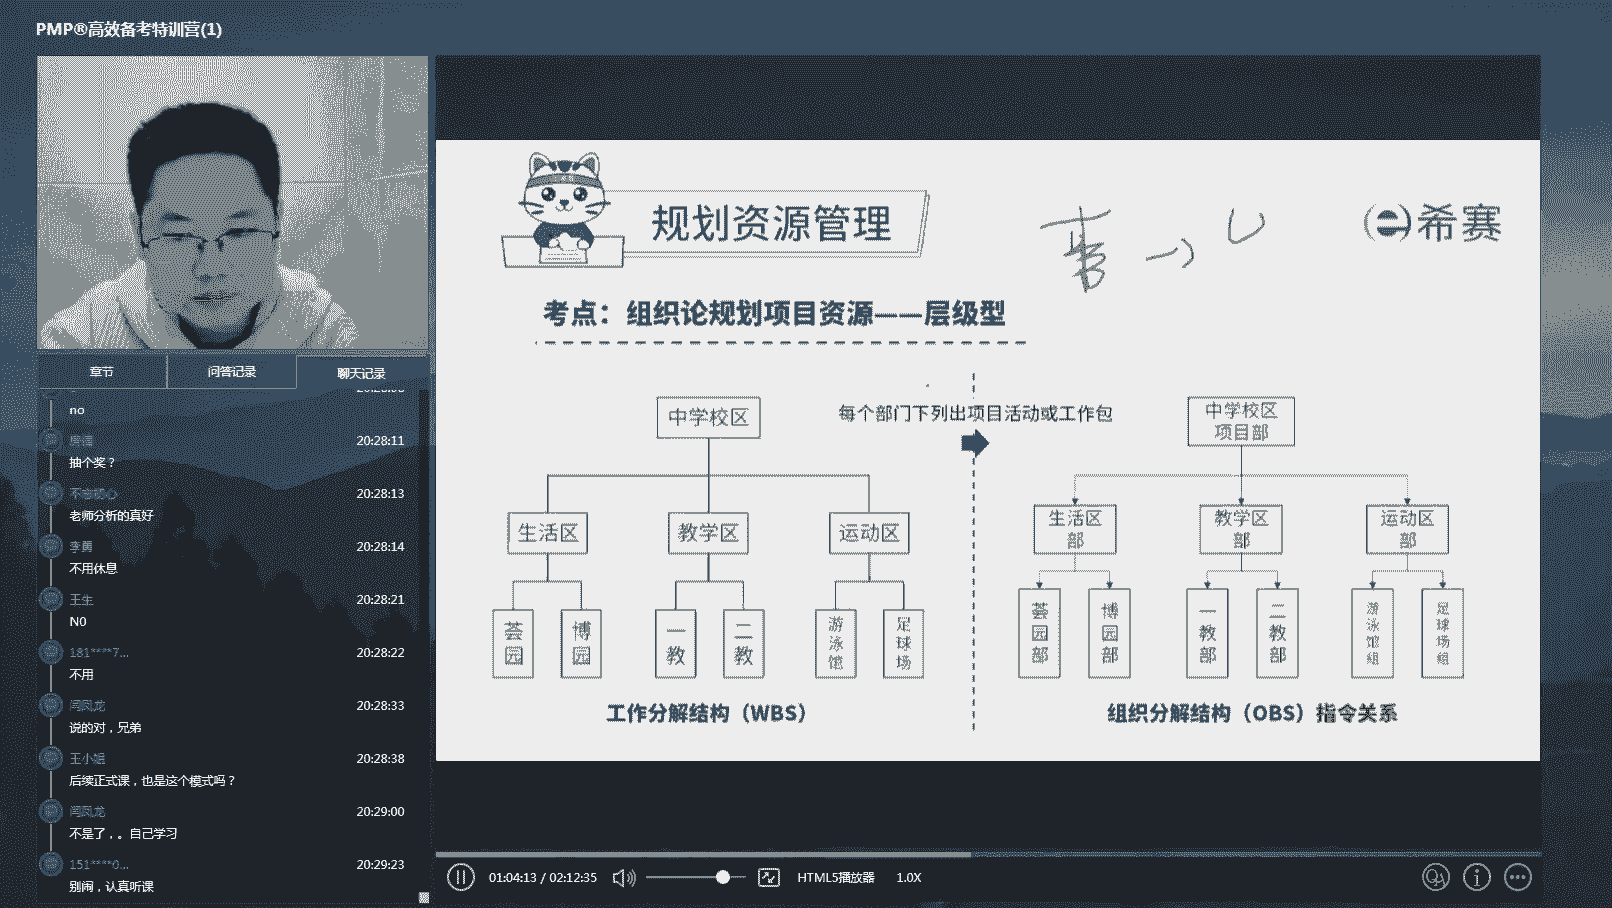 PMP®高效备考特训营(1)
章节
问答记录
聊天记录
no
20:28:11
抽个奖？
不忘初心
20:28:13
老师分析的真好
李勇
20:28:14
不用休息
王生
20:28:21
NO
181****7...
20:28:22
不用
闫凤龙
20:28:33
说的对，兄弟
王小姐
20:28:38
后续正式课，也是这个模式吗？
闫凤龙
20:29:00
不是了，。自己学习
151****0...
20:29:23
别闹，认真听课
规划资源管理
希赛
考点：组织论规划项目资源——层级型
中学校区
生活区
教学区
运动区
荟园
博园
一教
二教
游泳馆
足球场
工作分解结构（WBS）
每个部门下列出项目活动或工作包
中学校区
项目部
生活区
部
教学区
部
运动区
部
荟园部
博园部
一教部
二教部
游泳馆组
足球场组
组织分解结构（OBS）指令关系
01:04:13 / 02:12:35
HTML5播放器
1.0X